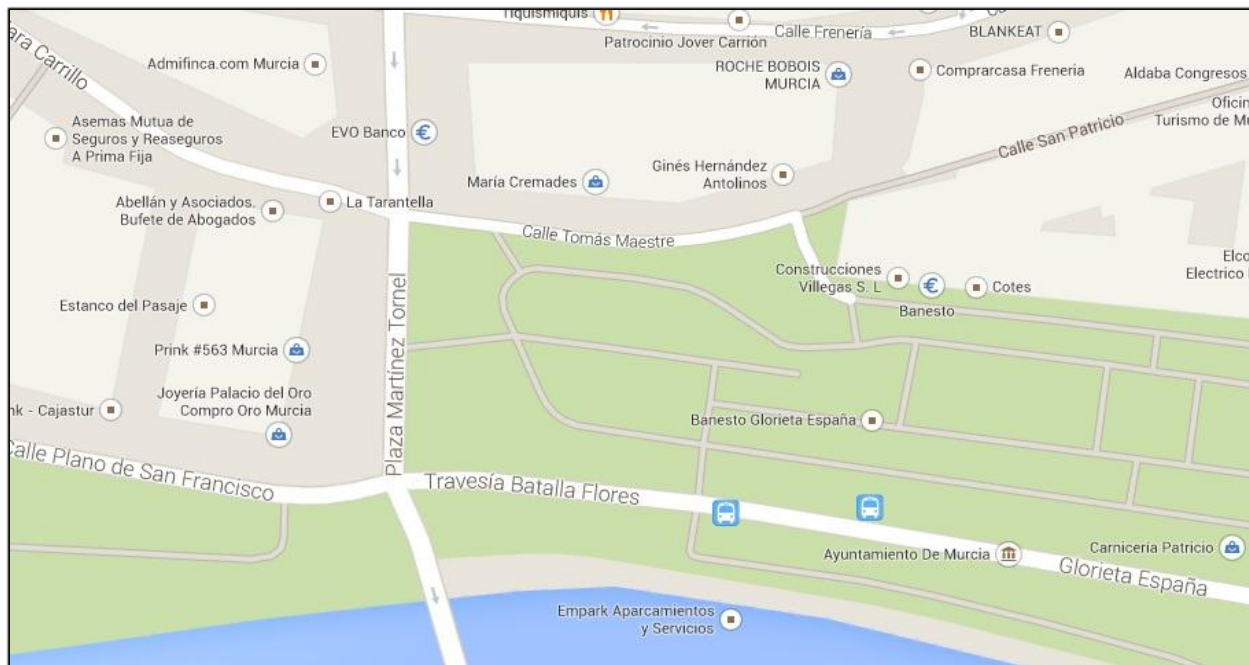 Tiquismiquis
Patrocinio Jover Carrión
Calle Frenería
BLANKEAT
ara Carrillo
Admifinca.com Murcia
ROCHE BOBOIS
MURCIA
Comprarcasa Freneria
Aldaba Congresos
Oficin
Turismo de Mu
Asemas Mutua de
Seguros y Reaseguros
A Prima Fija
EVO Banco
Calle San Patricio
María Cremades
Ginés Hernández
Antolinos
Abellán y Asociados.
Bufete de Abogados
La Tarantella
Calle Tomás Maestre
Construcciones
Villegas S. L
Banesto
Cotes
Elco
Electrico
Estanco del Pasaje
Plaza Martínez Tornel
Prink #563 Murcia
Joyería Palacio del Oro
Compro Oro Murcia
nk - Cajastur
Banesto Glorieta España
Calle Plano de San Francisco
Travesía Batalla Flores
Ayuntamiento De Murcia
Carnicería Patricio
Glorieta España
Empark Aparcamientos
y Servicios